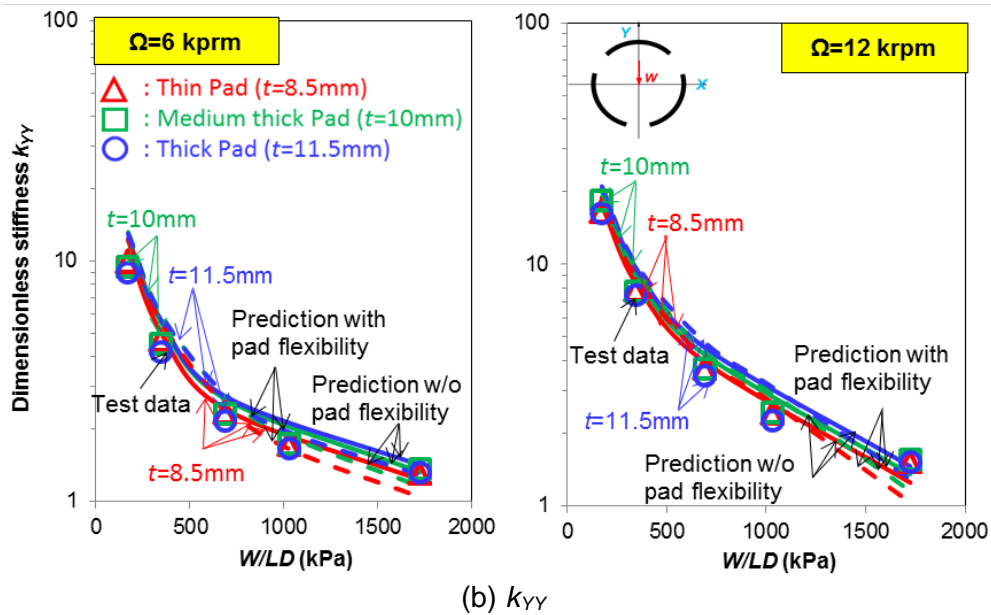 100
Ω=6 kprm
: Thin Pad (t=8.5mm)
: Medium thick Pad (t=10mm)
: Thick Pad (t=11.5mm)
Dimensionless stiffness kYY
t=10mm
10
t=11.5mm
Prediction with
pad flexibility
Prediction w/o
pad flexibility
Test data
t=8.5mm
1
0
500
1000
1500
2000
W/LD (kPa)
100
Y
W
X
Ω=12 krpm
t=10mm
t=8.5mm
10
Test data
Prediction with
pad flexibility
t=11.5mm
Prediction w/o
pad flexibility
1
0
500
1000
1500
2000
W/LD (kPa)
(b) kYY